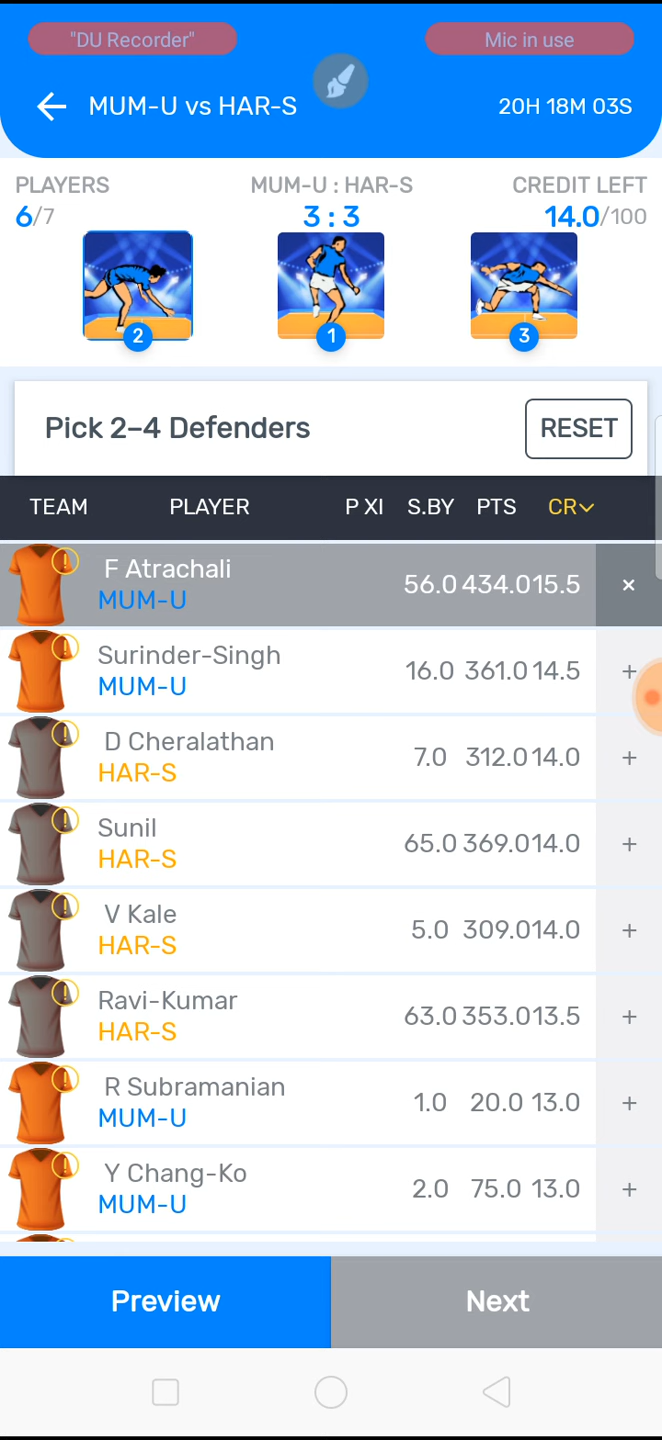 "DU Recorder" Mic in use
MUM-U vs HAR-S 20H 18M 03S
PLAYERS MUM-U : HAR-S CREDIT LEFT
6/7 3 : 3 14.0/100
2 1 3
Pick 2-4 Defenders RESET
TEAM PLAYER P XI S.BY PTS CR
F Atrachali
MUM-U 56.0 434.0 15.5 ×
Surinder-Singh
MUM-U 16.0 361.0 14.5 +
D Cheralathan
HAR-S 7.0 312.0 14.0 +
Sunil
HAR-S 65.0 369.0 14.0 +
V Kale
HAR-S 5.0 309.0 14.0 +
Ravi-Kumar
HAR-S 63.0 353.0 13.5 +
R Subramanian
MUM-U 1.0 20.0 13.0 +
Y Chang-Ko
MUM-U 2.0 75.0 13.0 +
Preview Next